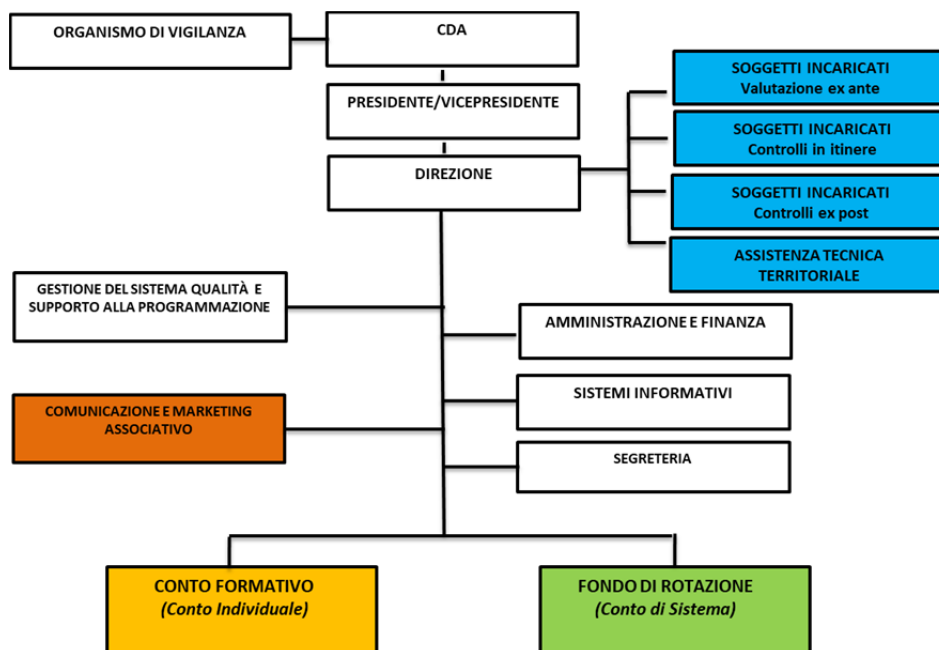 ORGANISMO DI VIGILANZA
CDA
PRESIDENTE/VICEPRESIDENTE
DIREZIONE
SOGGETTI INCARICATI
Valutazione ex ante
SOGGETTI INCARICATI
Controlli in itinere
SOGGETTI INCARICATI
Controlli ex post
ASSISTENZA TECNICA
TERRITORIALE
GESTIONE DEL SISTEMA QUALITÀ E
SUPPORTO ALLA PROGRAMMAZIONE
AMMINISTRAZIONE E FINANZA
SISTEMI INFORMATIVI
COMUNICAZIONE E MARKETING
ASSOCIATIVO
SEGRETERIA
CONTO FORMATIVO
(Conto Individuale)
FONDO DI ROTAZIONE
(Conto di Sistema)